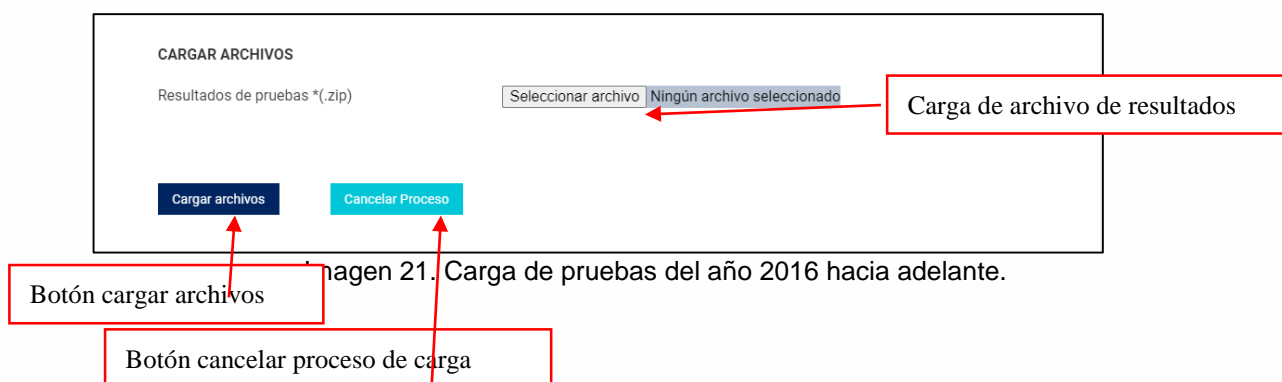 CARGAR ARCHIVOS
Resultados de pruebas *(.zip)
Seleccionar archivo Ningún archivo seleccionado
Carga de archivo de resultados
Cargar archivos
Cancelar Proceso
Imagen 21. Carga de pruebas del año 2016 hacia adelante.
Botón cargar archivos
Botón cancelar proceso de carga